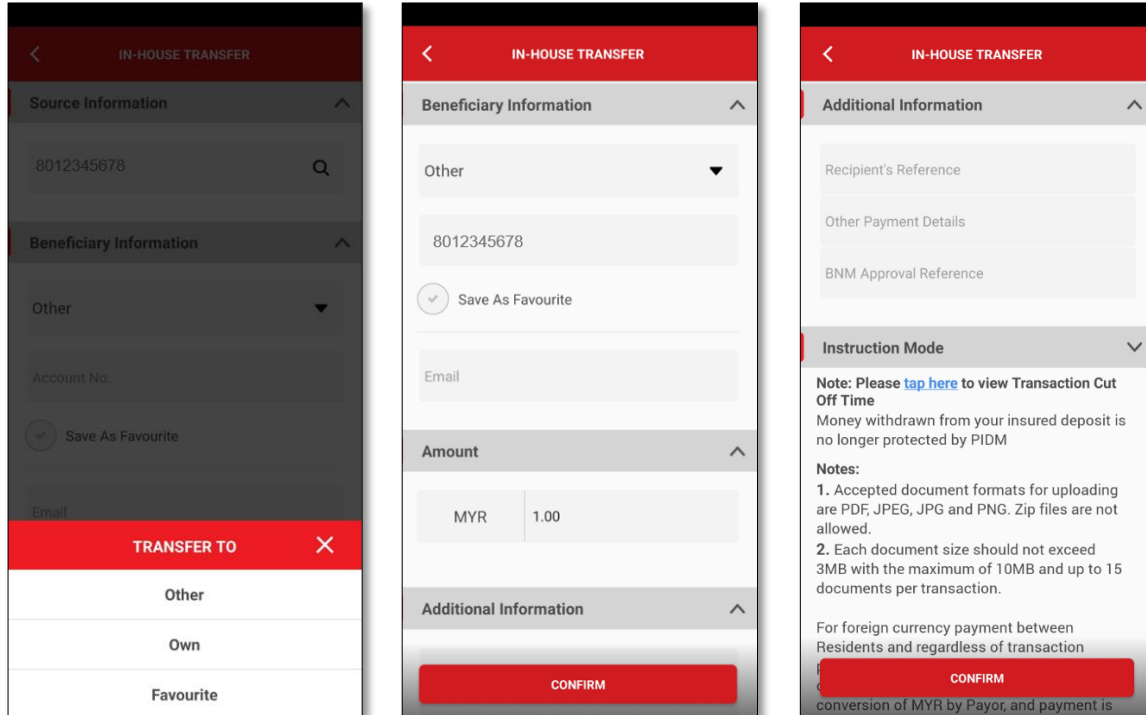 IN-HOUSE TRANSFER
Source Information
8012345678
Beneficiary Information
Other
Account No.
Save As Favourite
Email
TRANSFER TO
Other
Own
Favourite
IN-HOUSE TRANSFER
Beneficiary Information
Other
8012345678
Save As Favourite
Email
Amount
MYR 1.00
Additional Information
CONFIRM
IN-HOUSE TRANSFER
Additional Information
Recipient's Reference
Other Payment Details
BNM Approval Reference
Instruction Mode
Note: Please tap here to view Transaction Cut
Off Time
Money withdrawn from your insured deposit is
no longer protected by PIDM
Notes:
1. Accepted document formats for uploading
are PDF, JPEG, JPG and PNG. Zip files are not
allowed.
2. Each document size should not exceed
3MB with the maximum of 10MB and up to 15
documents per transaction.
For foreign currency payment between
Residents and regardless of transaction
CONFIRM
conversion of MYR by Payor, and payment is